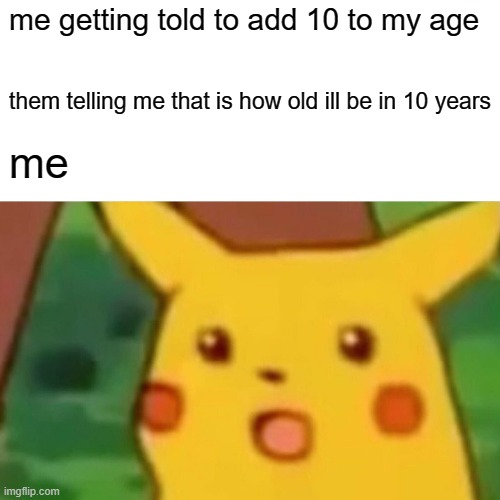 me getting told to add 10 to my age
them telling me that is how old ill be in 10 years
me
imgflip.com